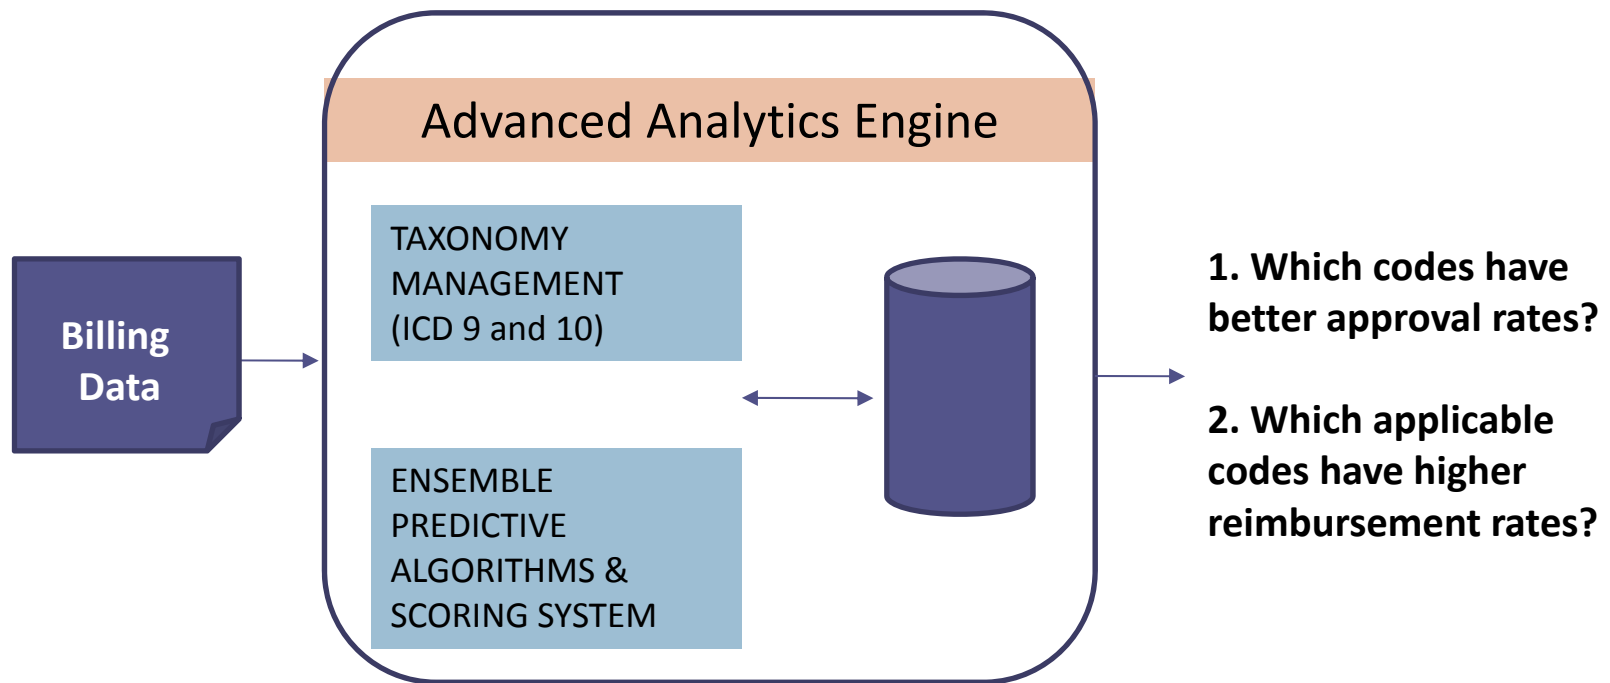 Advanced Analytics Engine
Billing
Data
TAXONOMY
MANAGEMENT
(ICD 9 and 10)
ENSEMBLE
PREDICTIVE
ALGORITHMS &
SCORING SYSTEM
1. Which codes have
better approval rates?
2. Which applicable
codes have higher
reimbursement rates?